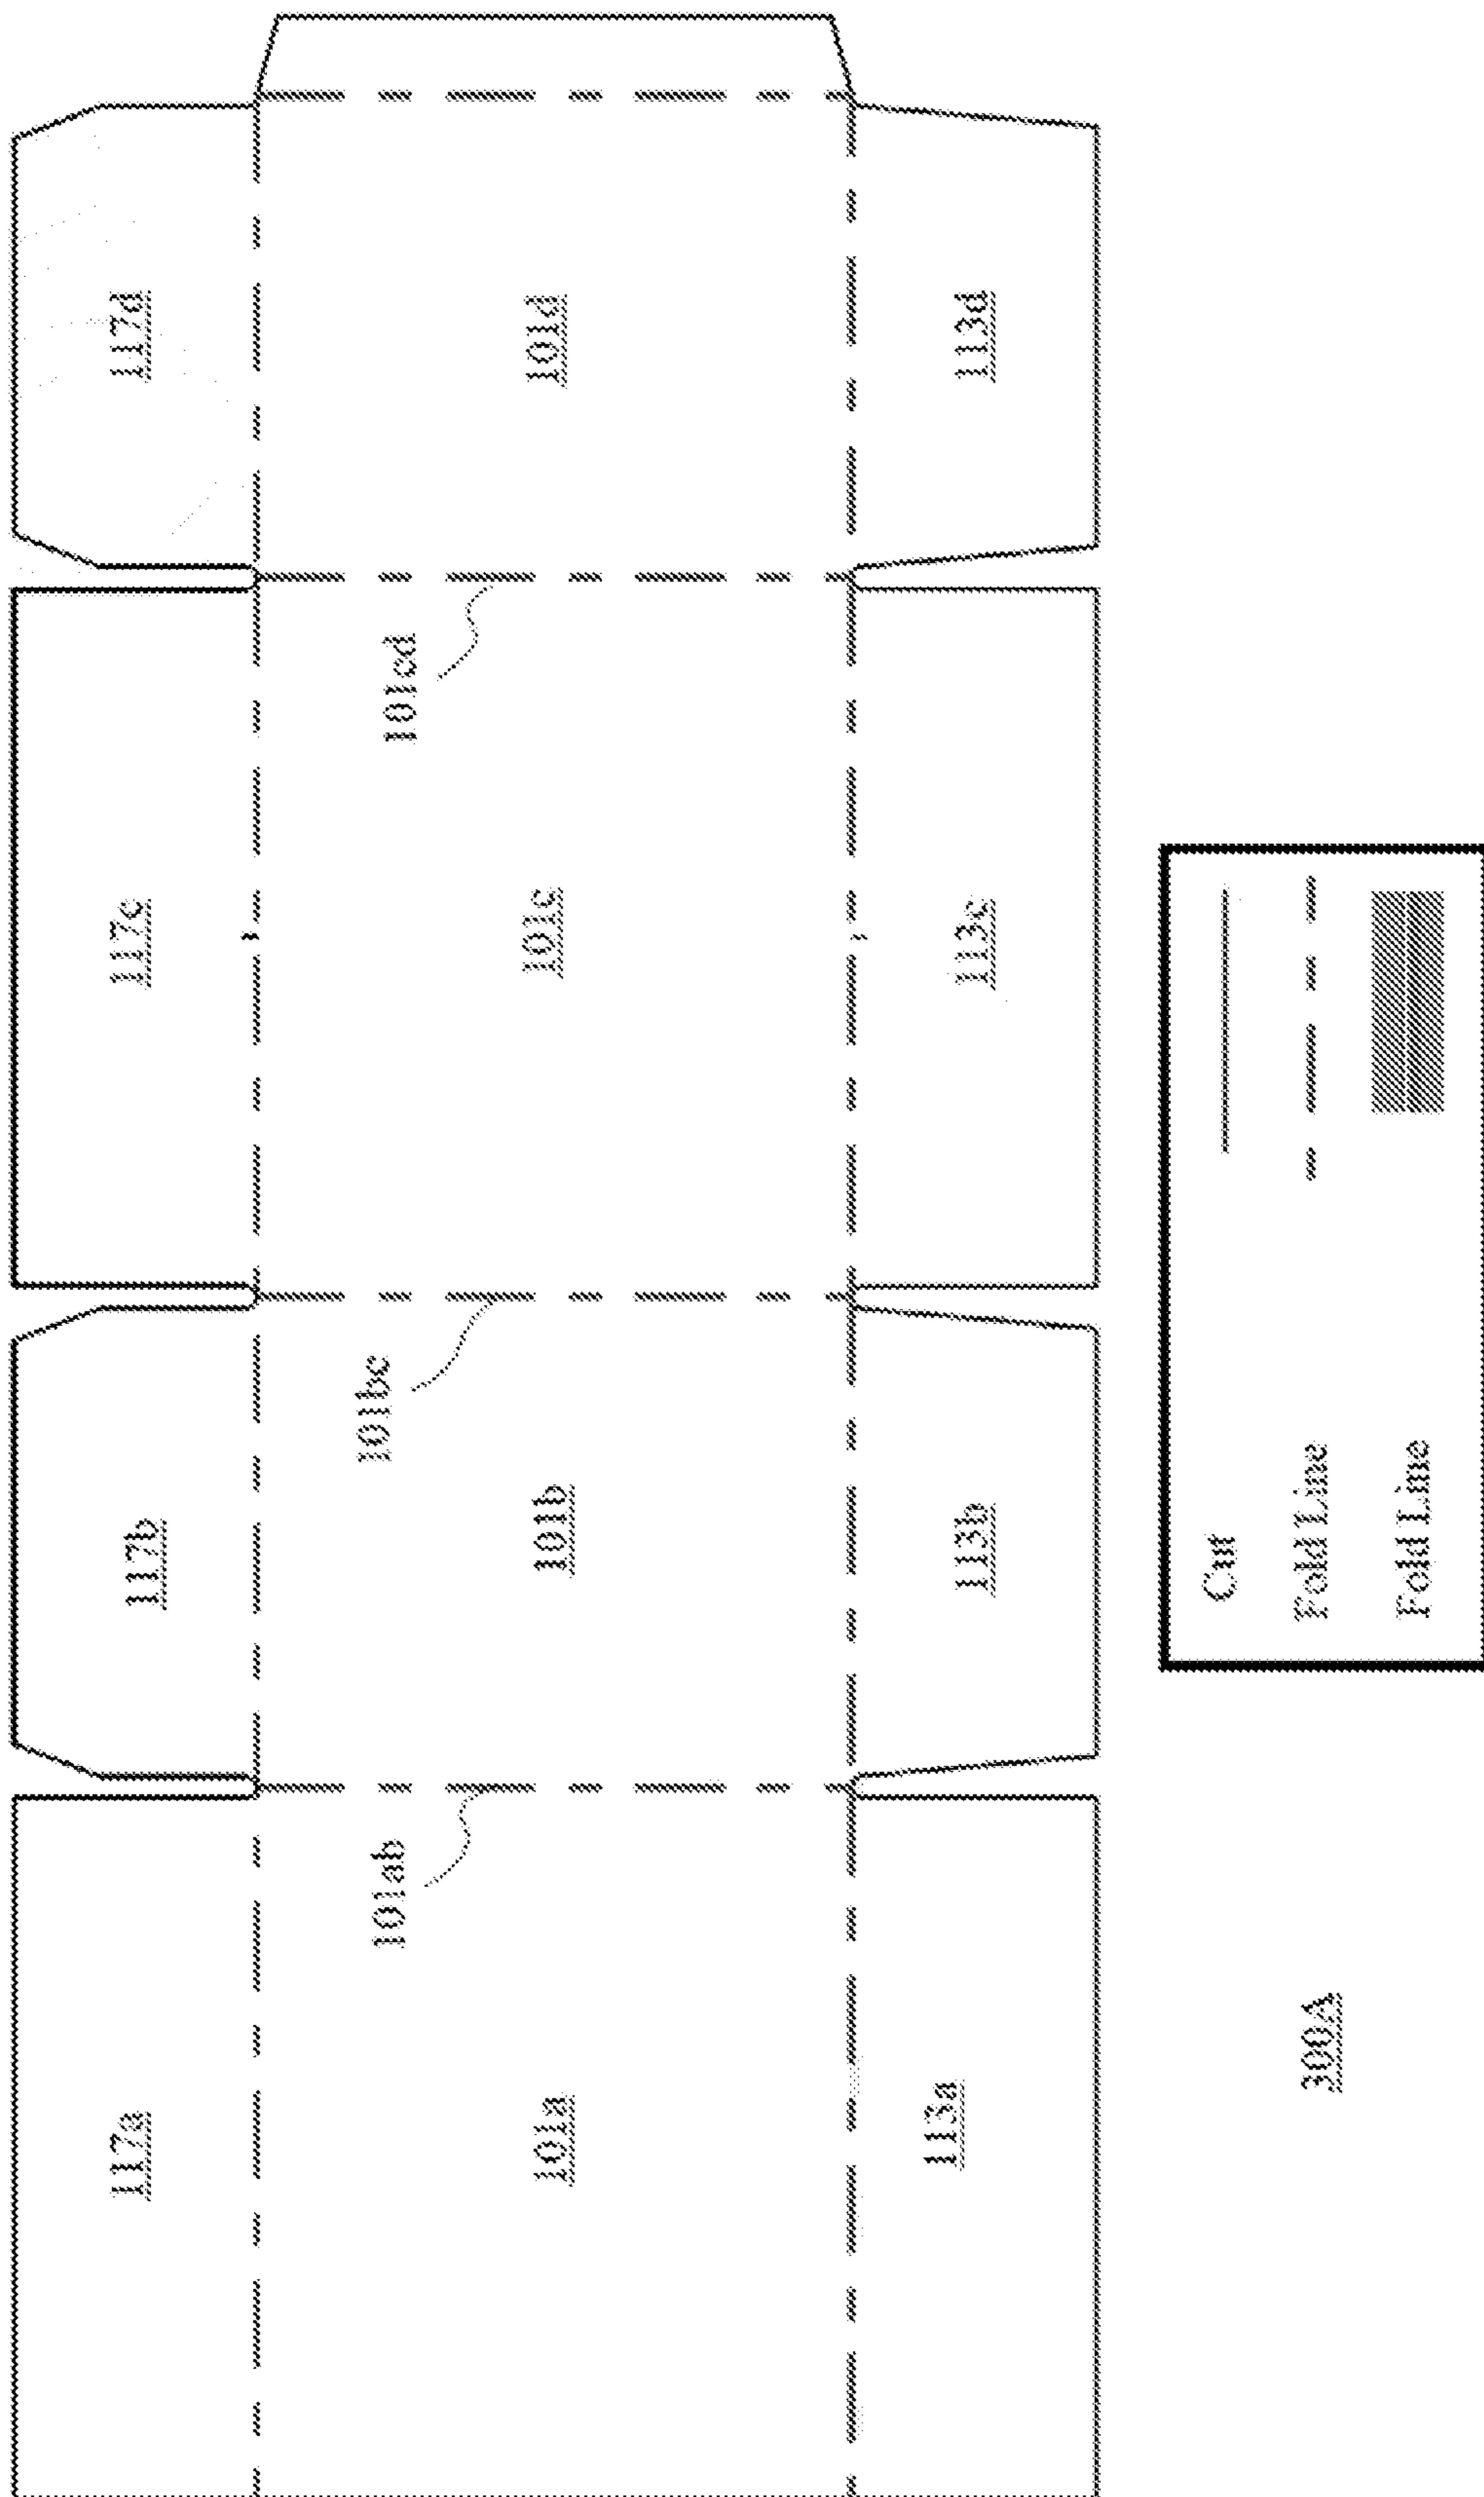 117a 117b 117c 117d
101ab 101bc 101cd
101a 101b 101c 101d
113a 113b 113c 113d
Cut
Fold Line
Fold Line
300A